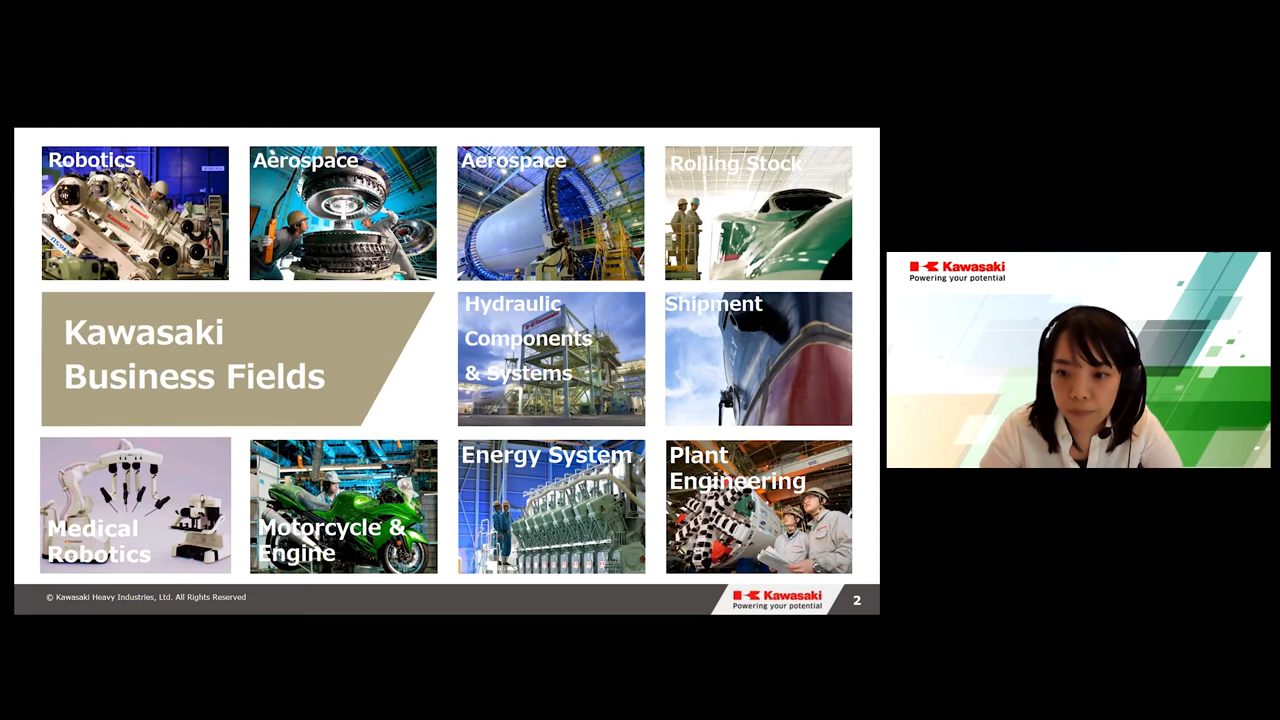 Robotics
Aerospace
Aerospace
Rolling Stock
Kawasaki
Business Fields
Hydraulic
Components
& Systems
Shipment
Medical
Robotics
Motorcycle &
Engine
Energy System
Plant
Engineering
© Kawasaki Heavy Industries, Ltd. All Rights Reserved
Kawasaki
Powering your potential
2
Kawasaki
Powering your potential